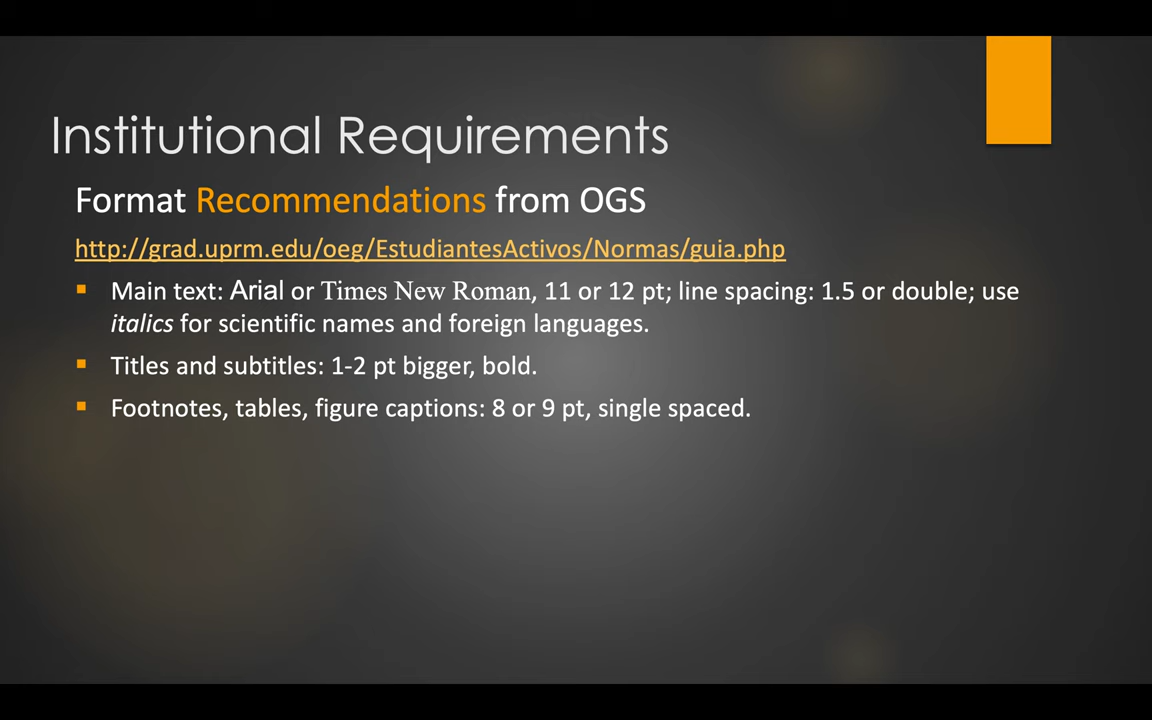 Institutional Requirements
Format Recommendations from OGS
http://grad.uprm.edu/oeg/EstudiantesActivos/Normas/guia.php
▪ Main text: Arial or Times New Roman, 11 or 12 pt; line spacing: 1.5 or double; use
italics for scientific names and foreign languages.
▪ Titles and subtitles: 1-2 pt bigger, bold.
▪ Footnotes, tables, figure captions: 8 or 9 pt, single spaced.